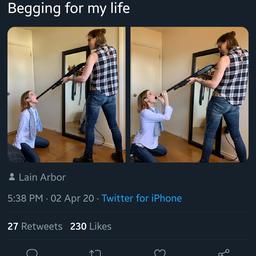 Begging for my life
Lain Arbor
5:38 PM · 02 Apr 20 · Twitter for iPhone
27 Retweets 230 Likes